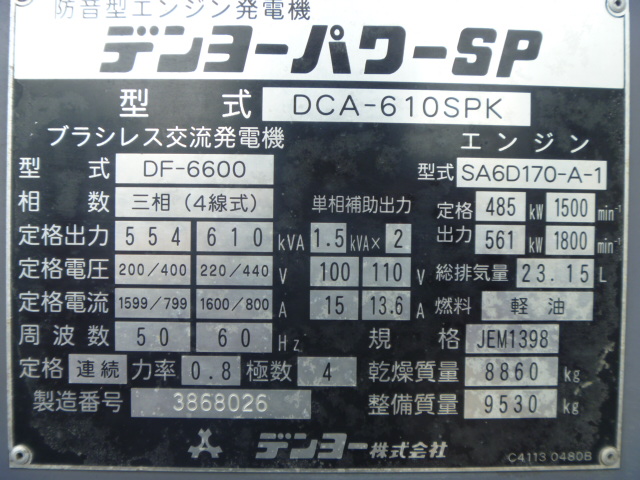 防音型エンジン発電機
デンヨーパワーSP
型式 DCA-610SPK
ブラシレス交流発電機 エンジン
型式 DF-6600 型式 SA6D170-A-1
相数 三相(4線式) 単相補助出力 定格 485 kW 1500 min⁻¹
定格出力 554 610 kVA 1.5 kVA× 2 出力 561 kW 1800 min⁻¹
定格電圧 200/400 220/440 V 100 110 V 総排気量 23.15 L
定格電流 1599/799 1600/800 A 15 13.6 A 燃料 軽油
周波数 50 60 Hz 規格 JEM1398
定格 連続 力率 0.8 極数 4 乾燥質量 8860 kg
製造番号 3868026 整備質量 9530 kg
デンヨー株式会社 C4113 0480B